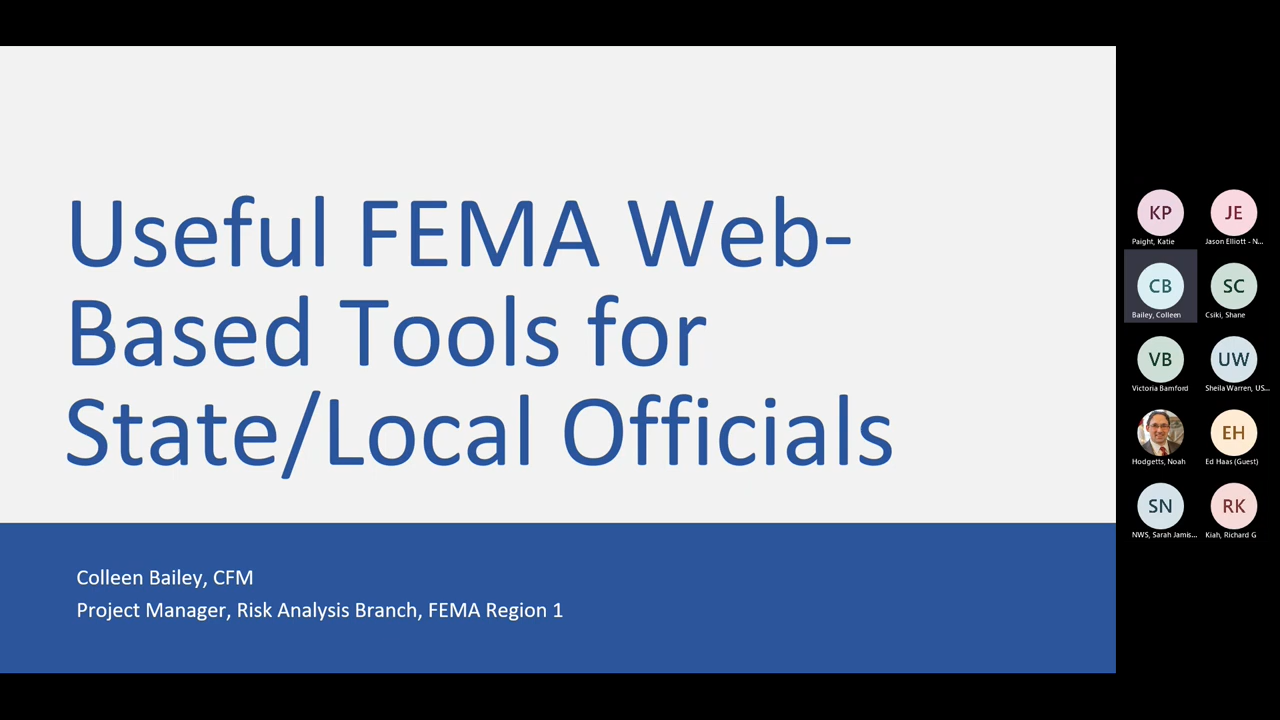 Useful FEMA Web-
Based Tools for
State/Local Officials
Colleen Bailey, CFM
Project Manager, Risk Analysis Branch, FEMA Region 1
KP
Paight, Katie
JE
Jason Elliott - N...
CB
Bailey, Colleen
SC
Csiki, Shane
VB
Victoria Bamford
UW
Sheila Warren, US...
Hodgetts, Noah
EH
Ed Haas (Guest)
SN
NWS, Sarah Jamis...
RK
Kiah, Richard G